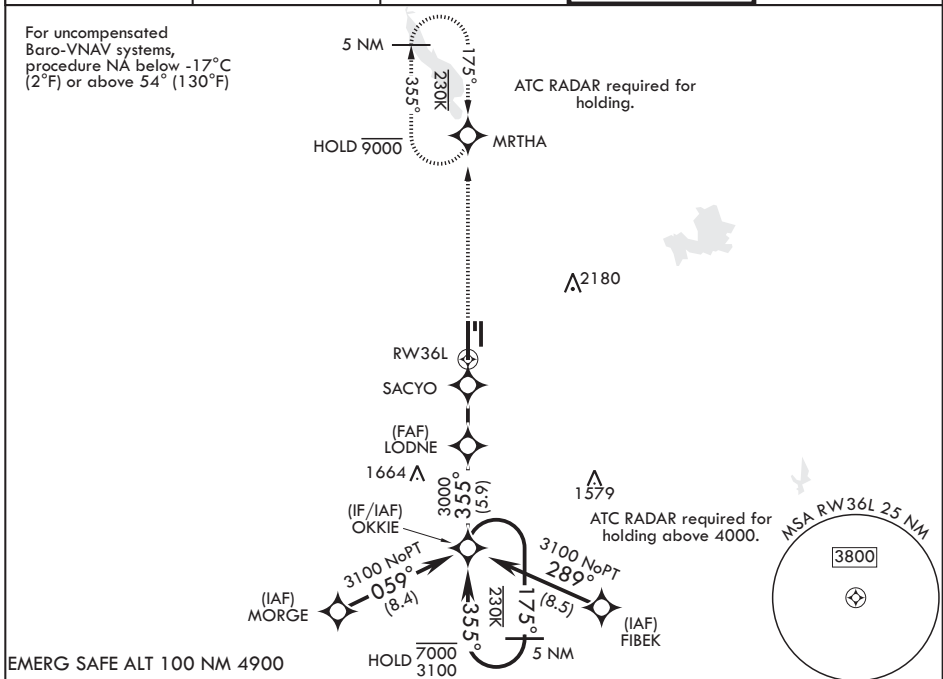 For uncompensated
Baro-VNAV systems,
procedure NA below -17°C
(2°F) or above 54° (130°F)
5 NM
175°
355°
230K
ATC RADAR required for
holding.
HOLD 9000
MRTHA
2180
RW36L
SACYO
(FAF)
LODNE
1664
1579
3000
355°
(5.9)
(IF/IAF)
OKKIE
ATC RADAR required for
holding above 4000.
MSA RW36L 25 NM
3800
3100 NoPT
059°
(8.4)
3100 NoPT
289°
(8.5)
(IAF)
MORGE
(IAF)
FIBEK
355°
230K
175°
5 NM
HOLD 7000
3100
EMERG SAFE ALT 100 NM 4900